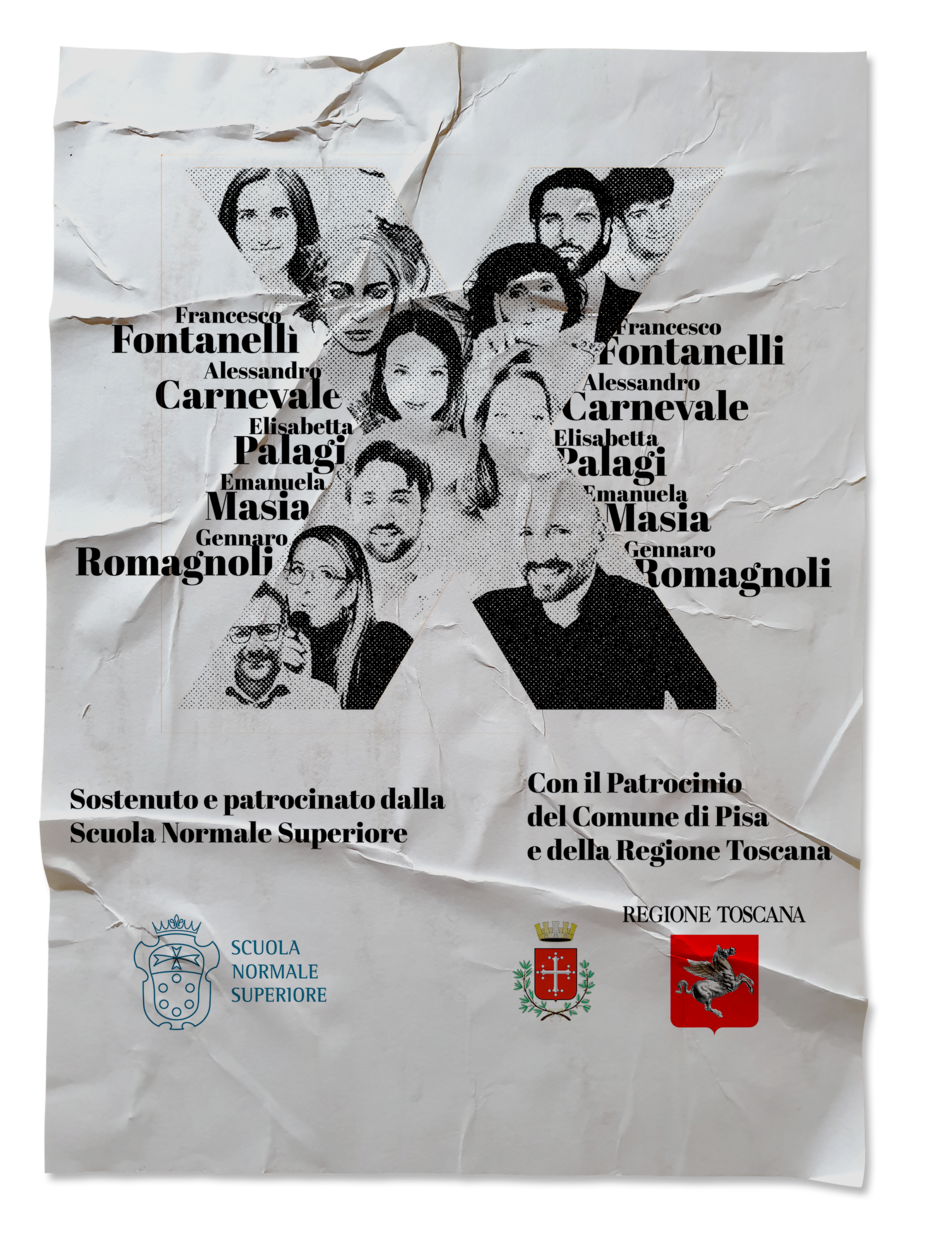 Francesco
Fontanelli
Alessandro
Carnevale
Elisabetta
Palagi
Emanuela
Masia
Gennaro
Romagnoli
Francesco
Fontanelli
Alessandro
Carnevale
Elisabetta
Palagi
Emanuela
Masia
Gennaro
Romagnoli
Sostenuto e patrocinato dalla
Scuola Normale Superiore
Con il Patrocinio
del Comune di Pisa
e della Regione Toscana
SCUOLA
NORMALE
SUPERIORE
REGIONE TOSCANA